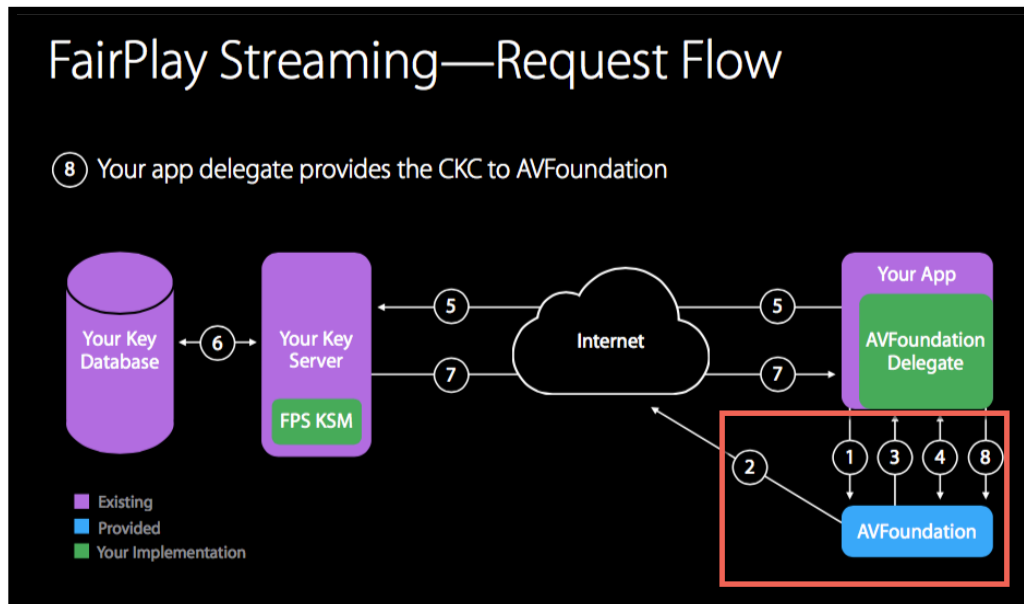 FairPlay Streaming—Request Flow
8 Your app delegate provides the CKC to AVFoundation
Your Key
Database
6
Your Key
Server
FPS KSM
5
7
Internet
5
7
Your App
AVFoundation
Delegate
2
1
3
4
8
AVFoundation
Existing
Provided
Your Implementation